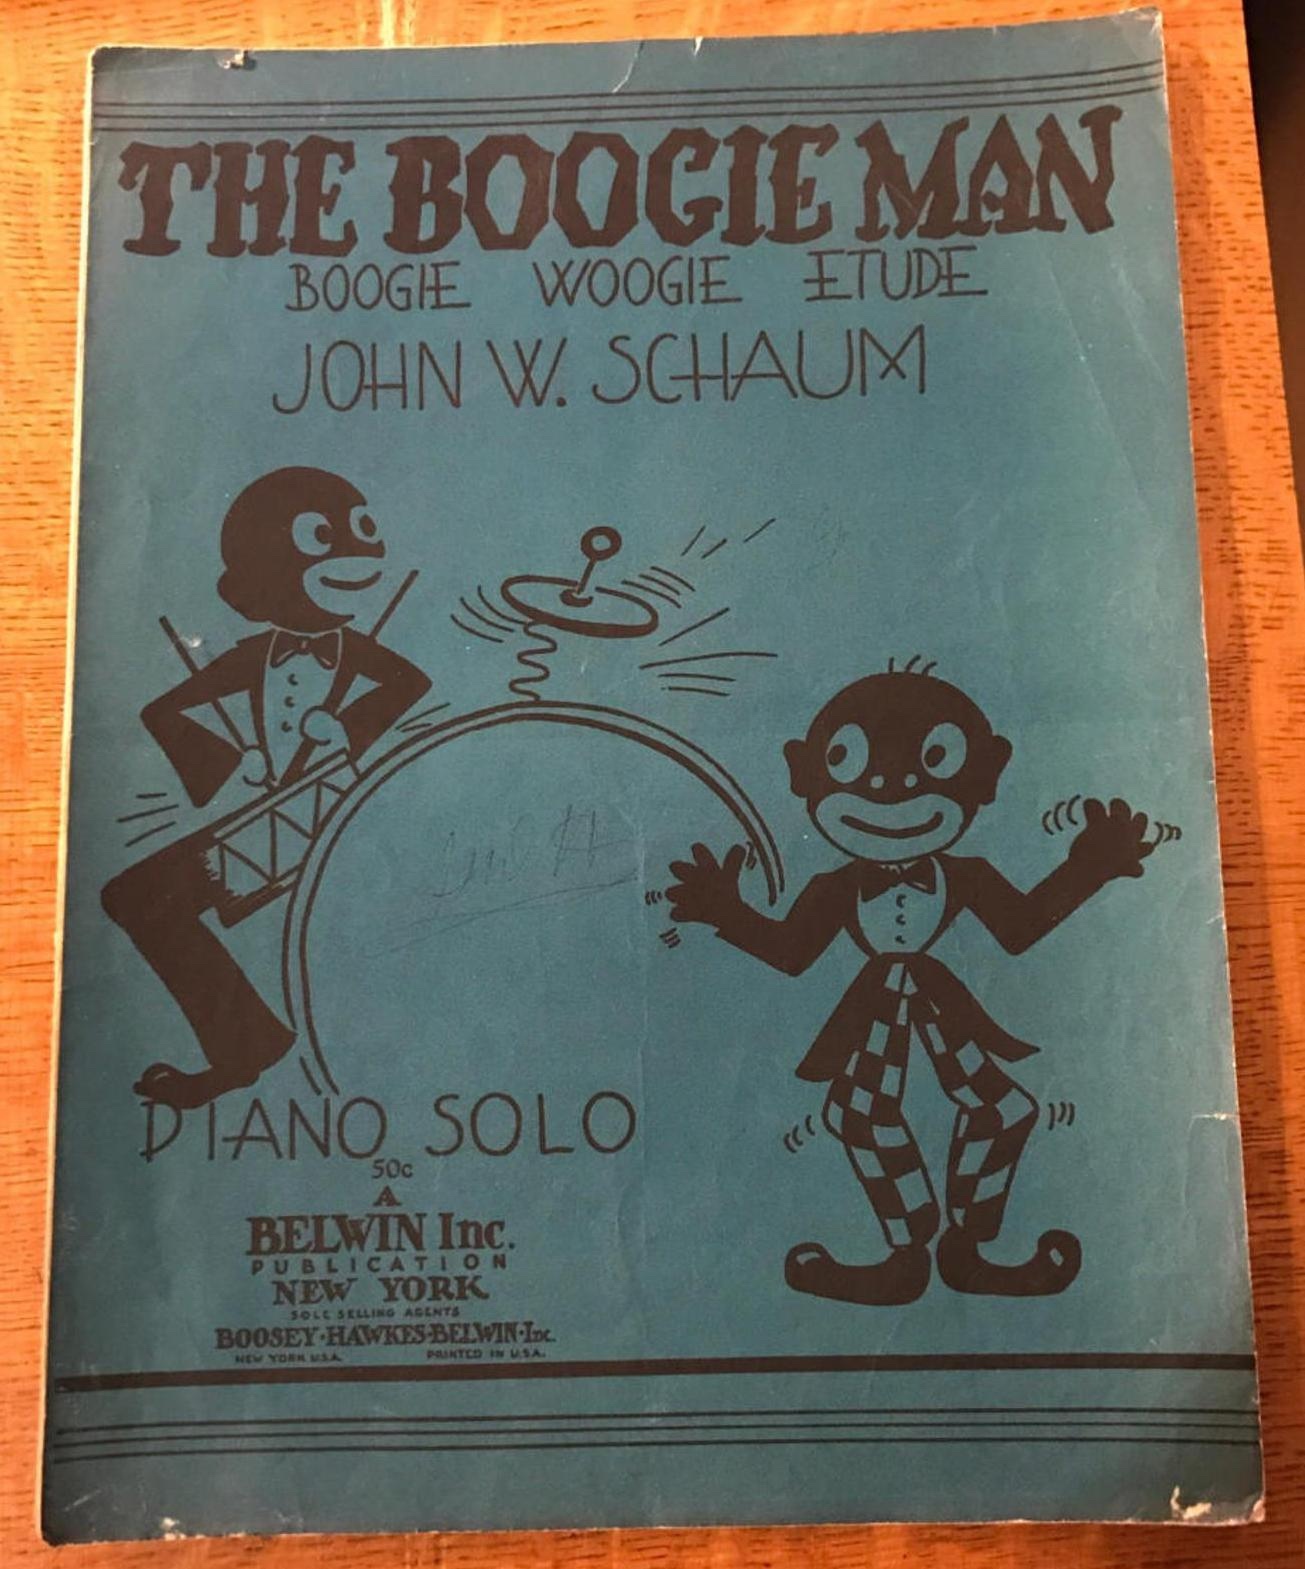 THE BOOGIE MAN
BOOGIE WOOGIE ETUDE
JOHN W. SCHAUM
PIANO SOLO
50c
A
BELWIN Inc.
PUBLICATION
NEW YORK
SOLE SELLING AGENTS
BOOSEY·HAWKES·BELWIN·Inc.
NEW YORK U.S.A. PRINTED IN U.S.A.